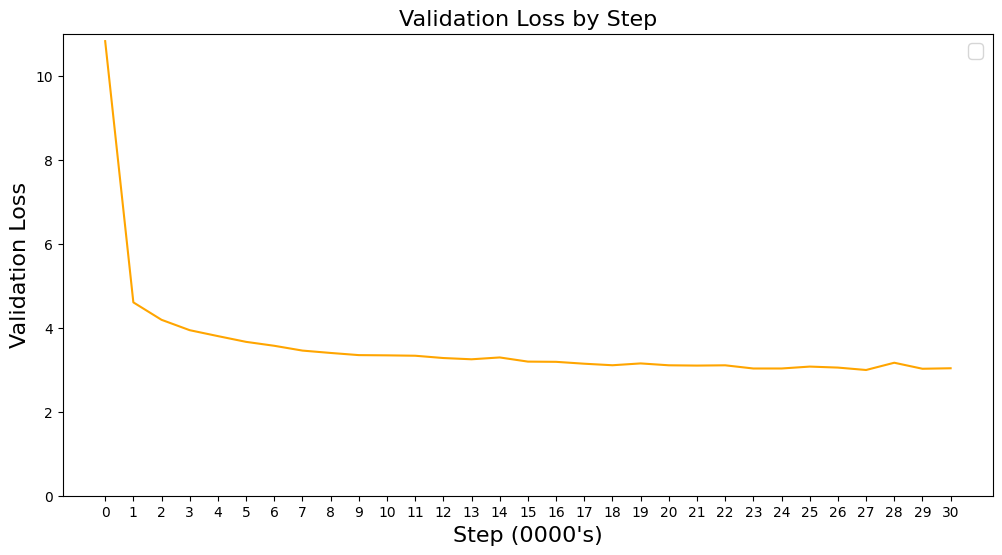 Validation Loss by Step
Validation Loss
10
8
6
4
2
0
0 1 2 3 4 5 6 7 8 9 10 11 12 13 14 15 16 17 18 19 20 21 22 23 24 25 26 27 28 29 30
Step (0000's)